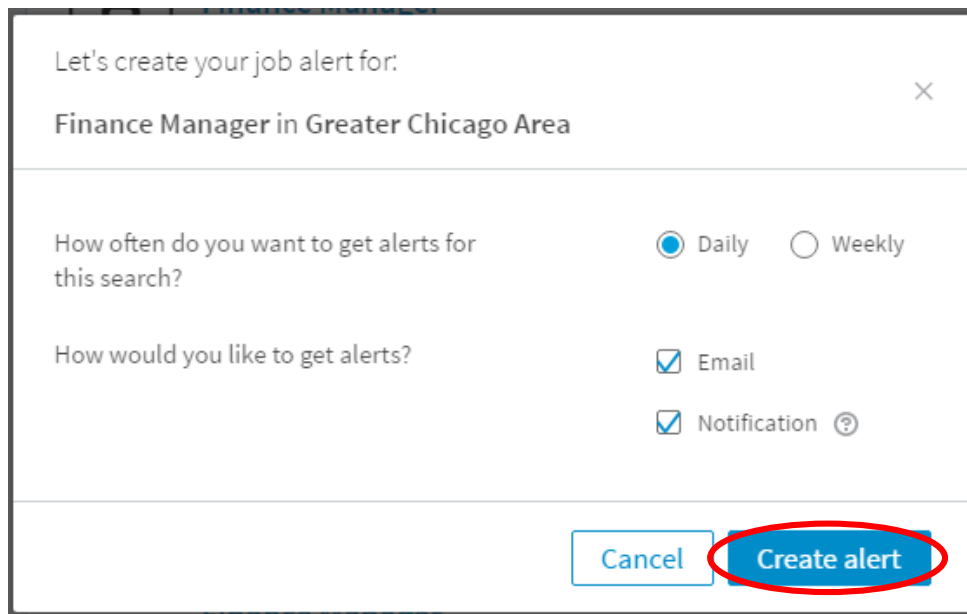 Let's create your job alert for:
Finance Manager in Greater Chicago Area
How often do you want to get alerts for
this search?
Daily
Weekly
How would you like to get alerts?
Email
Notification
Cancel
Create alert